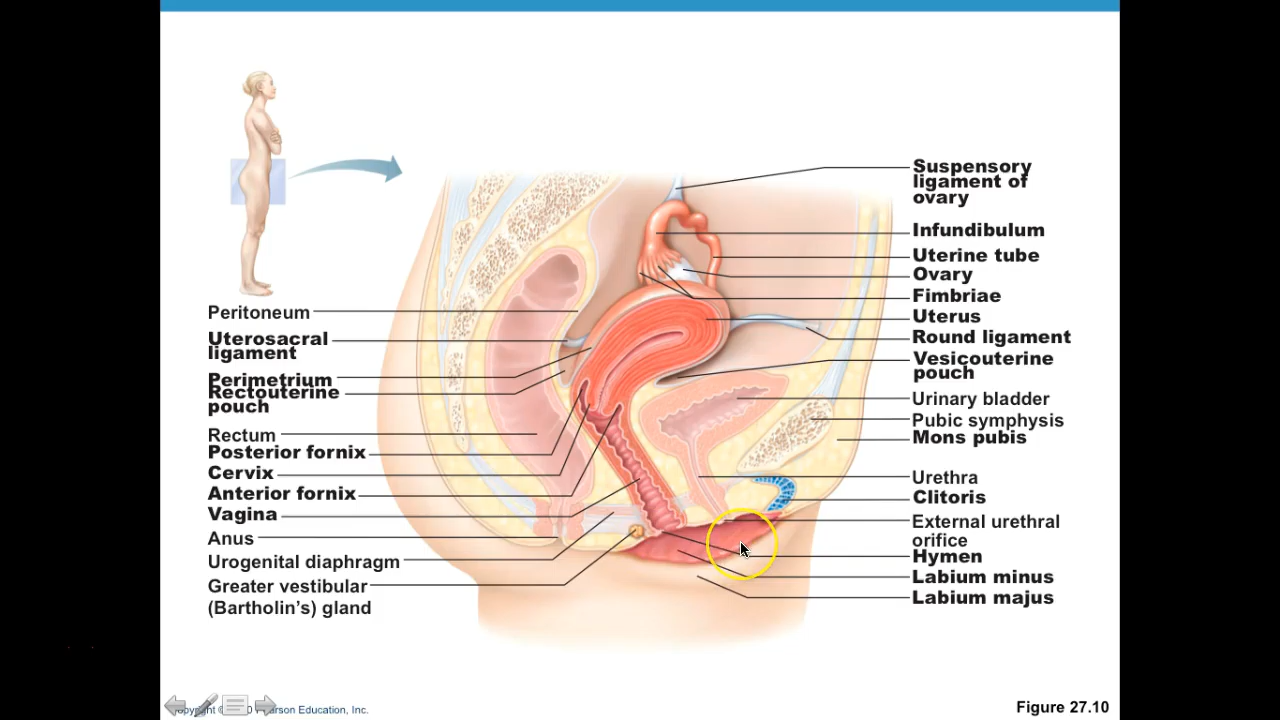 Suspensory
ligament of
ovary
Infundibulum
Uterine tube
Ovary
Fimbriae
Uterus
Round ligament
Vesicouterine
pouch
Urinary bladder
Pubic symphysis
Mons pubis
Urethra
Clitoris
External urethral
orifice
Hymen
Labium minus
Labium majus
Peritoneum
Uterosacral
ligament
Perimetrium
Rectouterine
pouch
Rectum
Posterior fornix
Cervix
Anterior fornix
Vagina
Anus
Urogenital diaphragm
Greater vestibular
(Bartholin's) gland
Education, Inc.
Figure 27.10